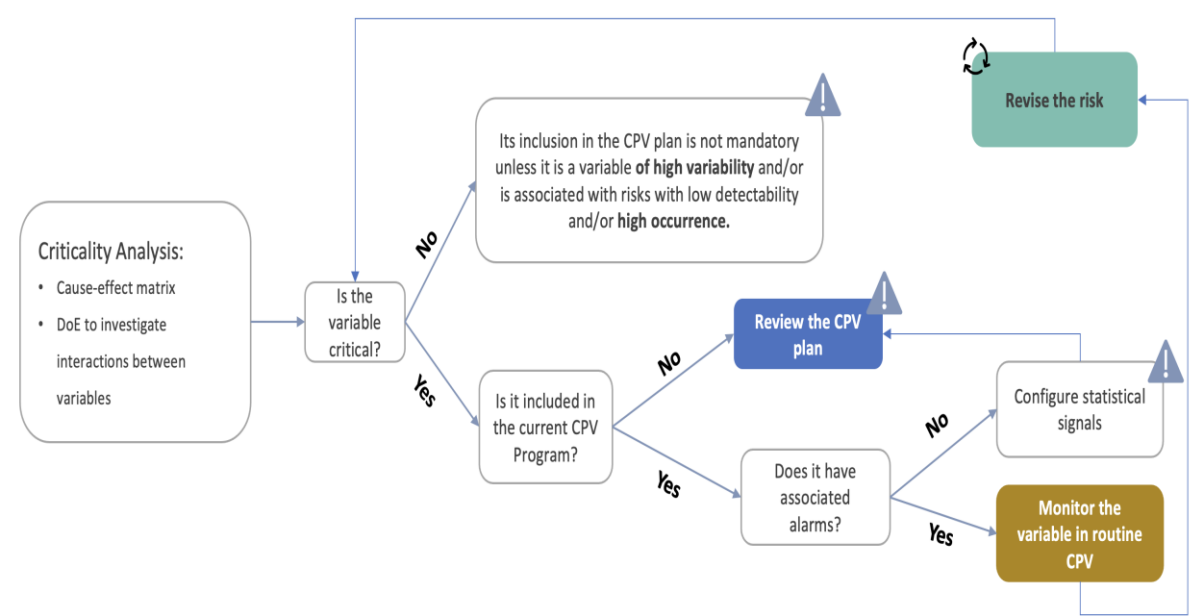 Revise the risk
Its inclusion in the CPV plan is not mandatory
unless it is a variable of high variability and/or
is associated with risks with low detectability
and/or high occurrence.
Criticality Analysis:
• Cause-effect matrix
• DoE to investigate
interactions between
variables
No
Is the
variable
critical?
Yes
Review the CPV
plan
No
Is it included in
the current CPV
Program?
Yes
Configure statistical
signals
No
Does it have
associated
alarms?
Yes
Monitor the
variable in routine
CPV